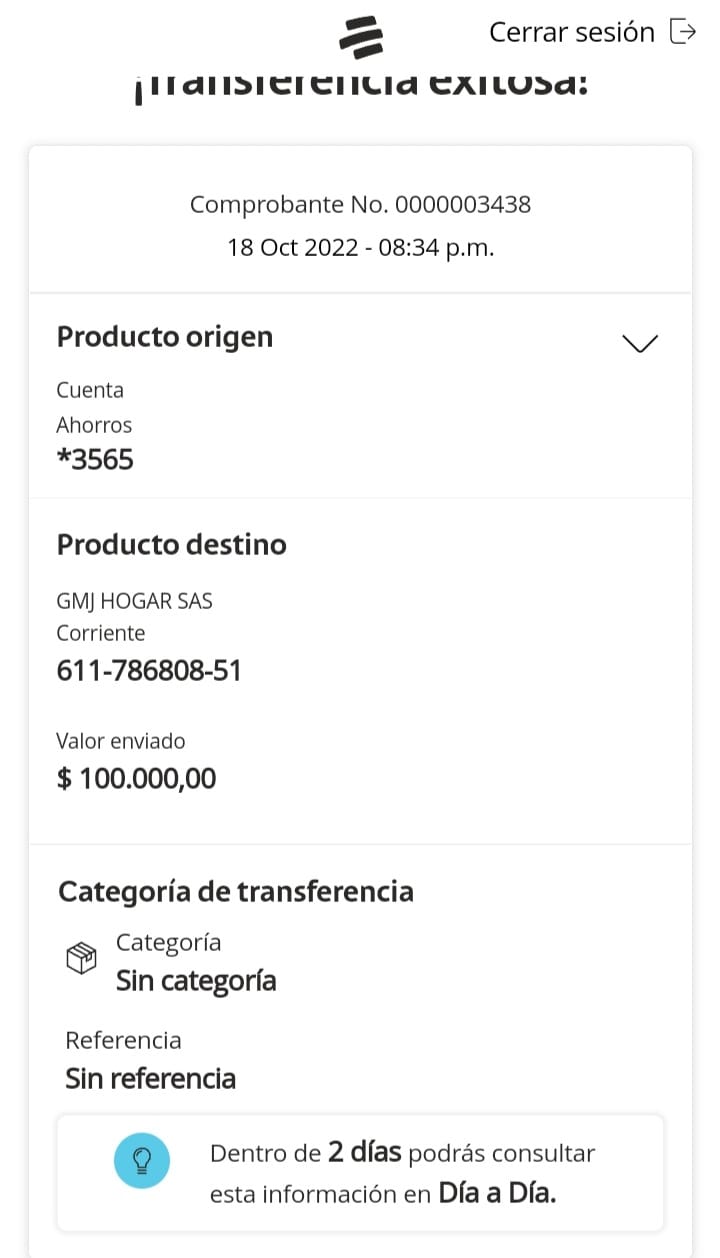 Cerrar sesión
¡Transferencia exitosa!
Comprobante No. 0000003438
18 Oct 2022 - 08:34 p.m.
Producto origen
Cuenta
Ahorros
*3565
Producto destino
GMJ HOGAR SAS
Corriente
611-786808-51
Valor enviado
$ 100.000,00
Categoría de transferencia
Categoría
Sin categoría
Referencia
Sin referencia
Dentro de 2 días podrás consultar
esta información en Día a Día.